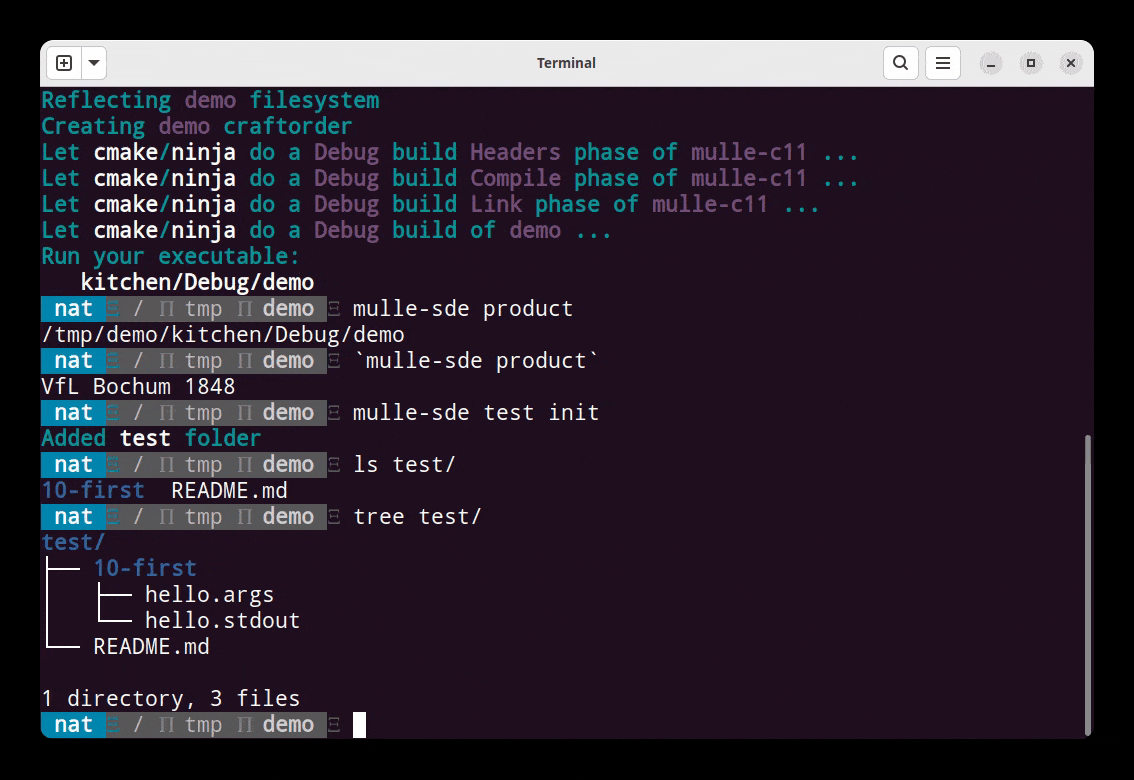 Terminal
Reflecting demo filesystem
Creating demo craftorder
Let cmake/ninja do a Debug build Headers phase of mulle-c11 ...
Let cmake/ninja do a Debug build Compile phase of mulle-c11 ...
Let cmake/ninja do a Debug build Link phase of mulle-c11 ...
Let cmake/ninja do a Debug build of demo ...
Run your executable:
   kitchen/Debug/demo
nat Ξ / Π tmp Π demo Ξ mulle-sde product
/tmp/demo/kitchen/Debug/demo
nat Ξ / Π tmp Π demo Ξ `mulle-sde product`
VfL Bochum 1848
nat Ξ / Π tmp Π demo Ξ mulle-sde test init
Added test folder
nat Ξ / Π tmp Π demo Ξ ls test/
10-first  README.md
nat Ξ / Π tmp Π demo Ξ tree test/
test/
├── 10-first
│   ├── hello.args
│   └── hello.stdout
└── README.md
1 directory, 3 files
nat Ξ / Π tmp Π demo Ξ